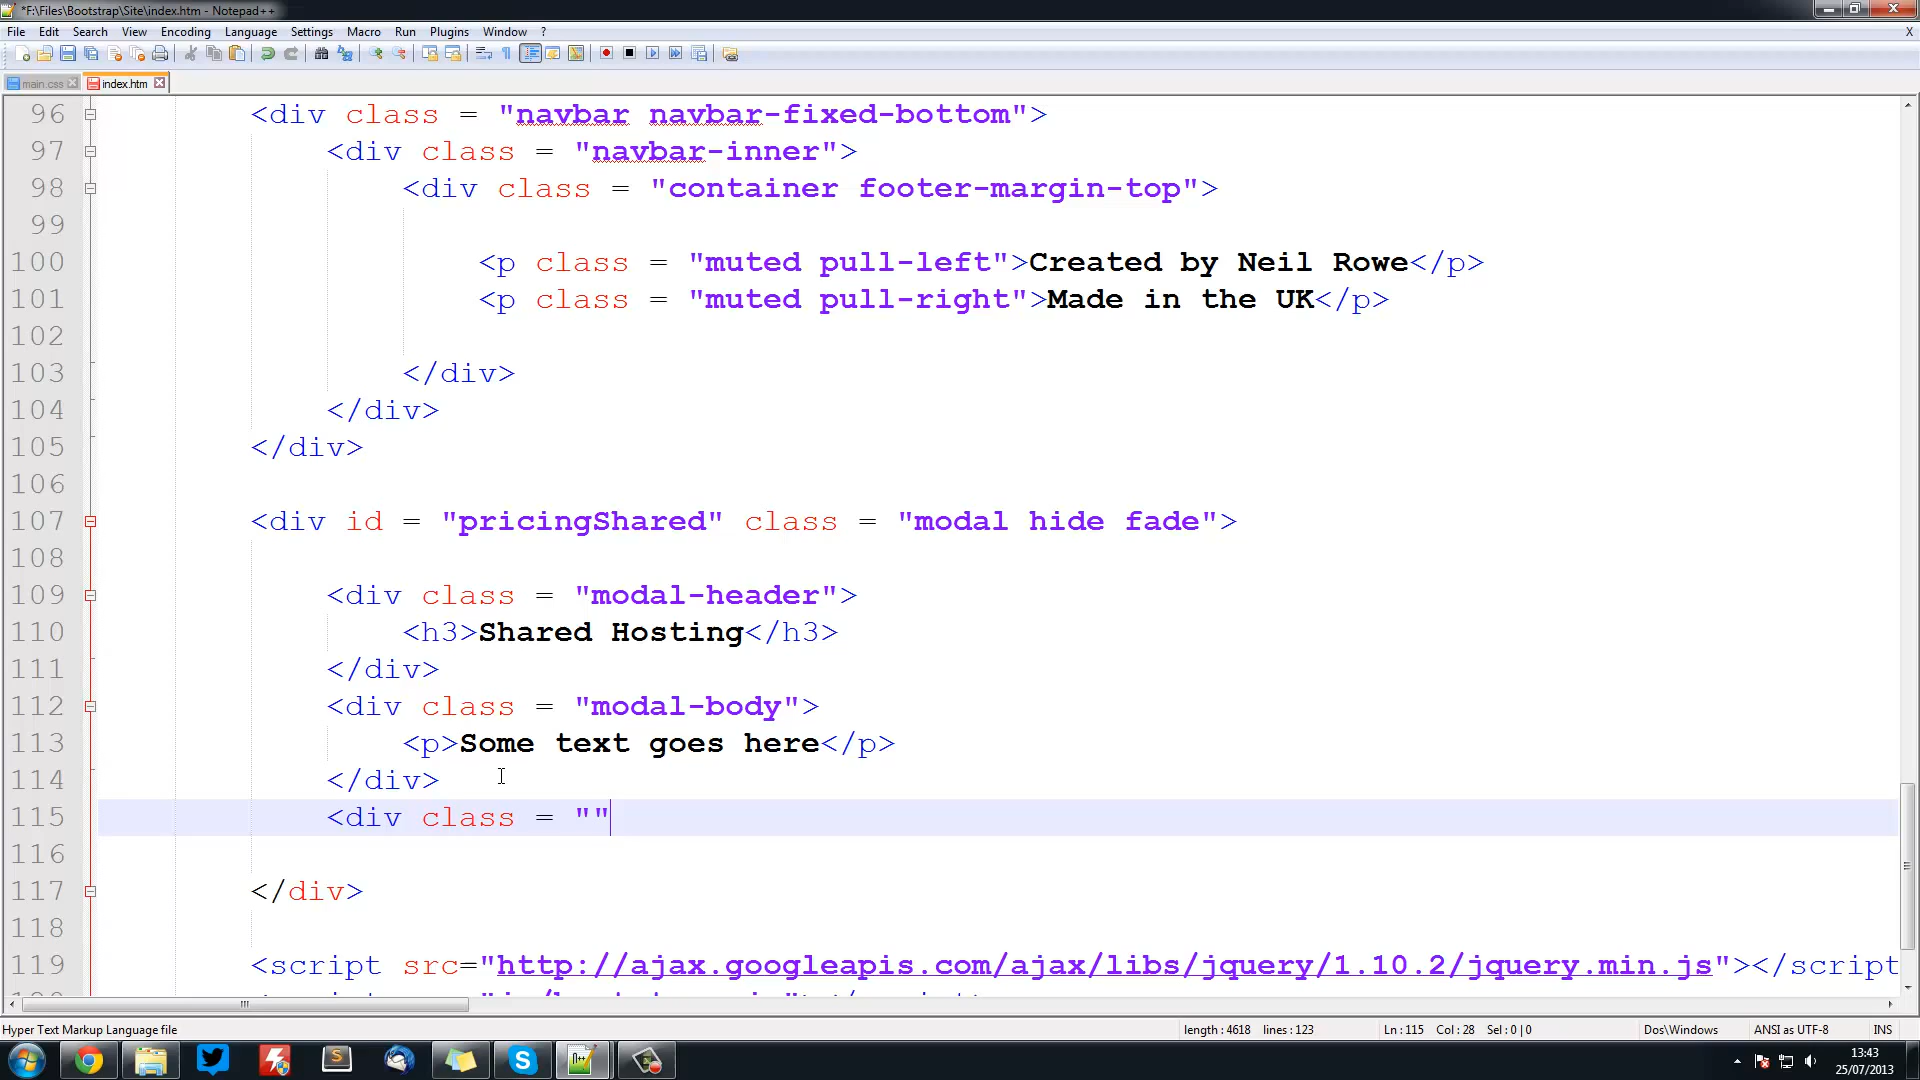 *F:\Files\Bootstrap\Site\index.htm - Notepad++
File Edit Search View Encoding Language Settings Macro Run Plugins Window ? X
main.css index.htm
96 <div class = "navbar navbar-fixed-bottom">
97 <div class = "navbar-inner">
98 <div class = "container footer-margin-top">
99
100 <p class = "muted pull-left">Created by Neil Rowe</p>
101 <p class = "muted pull-right">Made in the UK</p>
102
103 </div>
104 </div>
105 </div>
106
107 <div id = "pricingShared" class = "modal hide fade">
108
109 <div class = "modal-header">
110 <h3>Shared Hosting</h3>
111 </div>
112 <div class = "modal-body">
113 <p>Some text goes here</p>
114 </div>
115 <div class = ""
116
117 </div>
118
119 <script src="http://ajax.googleapis.com/ajax/libs/jquery/1.10.2/jquery.min.js"></script
Hyper Text Markup Language file length : 4618 lines : 123 Ln : 115 Col : 28 Sel : 0 | 0 Dos\Windows ANSI as UTF-8 INS
13:43
25/07/2013